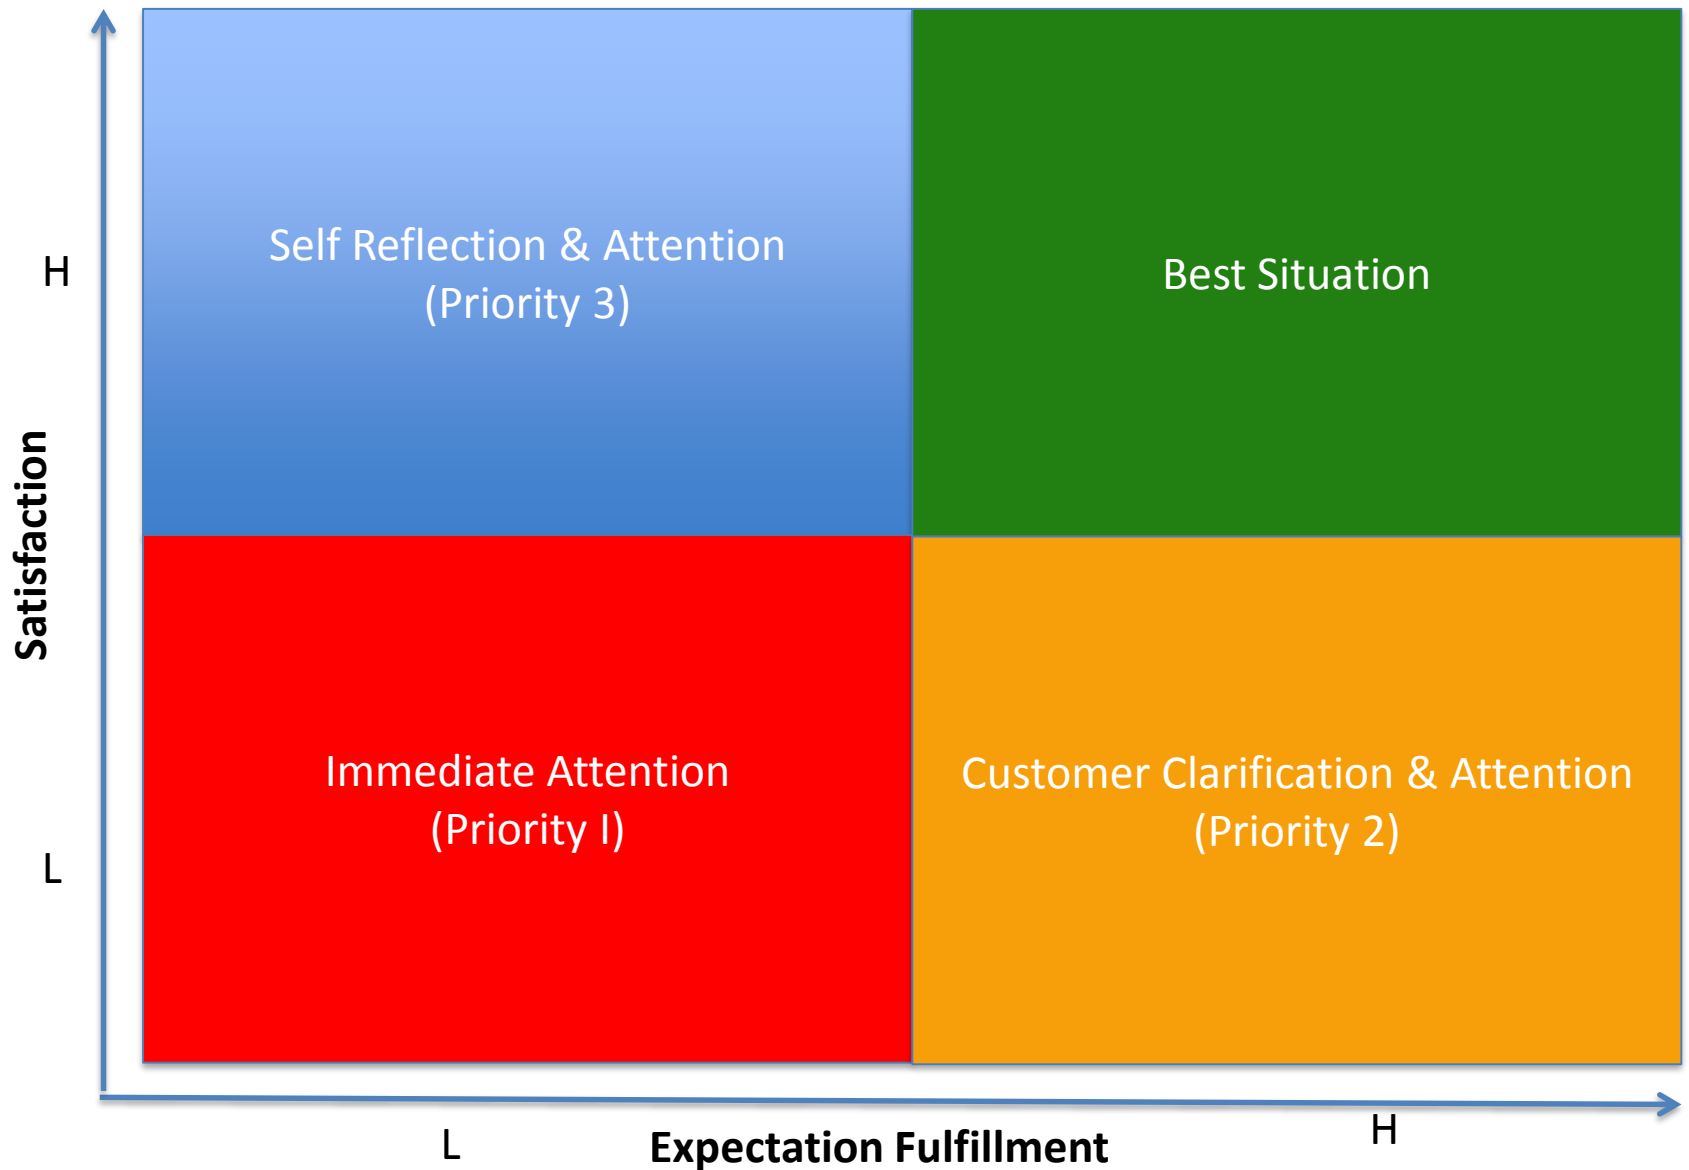 Self Reflection & Attention
(Priority 3)
Best Situation
H
Satisfaction
Immediate Attention
(Priority I)
Customer Clarification & Attention
(Priority 2)
L
L
Expectation Fulfillment
H